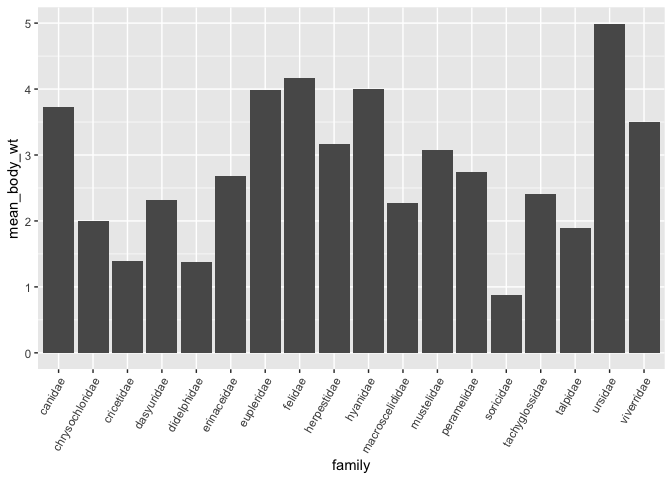 5
4
3
2
1
0
mean_body_wt
canidae
chrysochloridae
cricetidae
dasyuridae
didelphidae
erinaceidae
eupleridae
felidae
herpestidae
hyanidae
macroscelididae
mustelidae
peramelidae
soricidae
tachyglossidae
talpidae
ursidae
viverridae
family